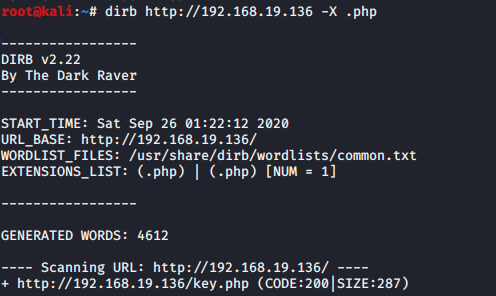 root@kali:~# dirb http://192.168.19.136 -X .php
-----------------
DIRB v2.22
By The Dark Raver
-----------------
START_TIME: Sat Sep 26 01:22:12 2020
URL_BASE: http://192.168.19.136/
WORDLIST_FILES: /usr/share/dirb/wordlists/common.txt
EXTENSIONS_LIST: (.php) | (.php) [NUM = 1]
-----------------
GENERATED WORDS: 4612
---- Scanning URL: http://192.168.19.136/ ----
+ http://192.168.19.136/key.php (CODE:200|SIZE:287)